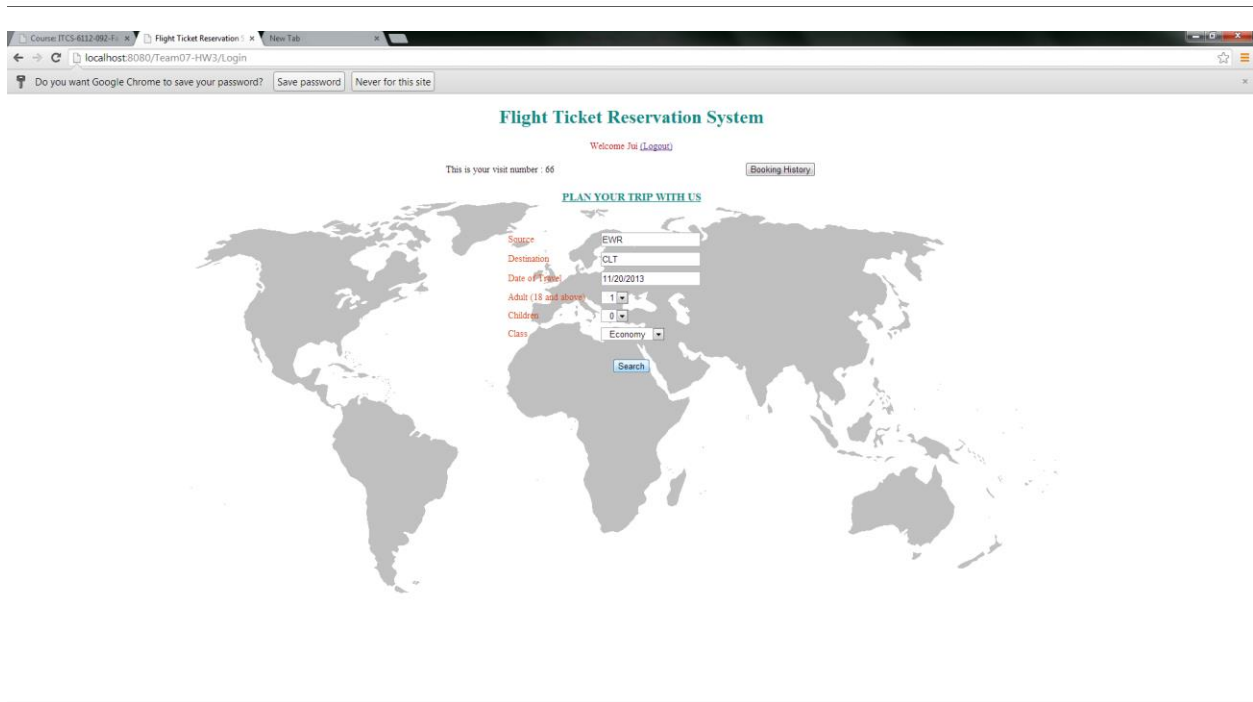 Course: ITCS-6112-092-Fa
Flight Ticket Reservation S
New Tab
localhost:8080/Team07-HW3/Login
Do you want Google Chrome to save your password? Save password Never for this site
Flight Ticket Reservation System
Welcome Jui (Logout)
This is your visit number : 66 Booking History
PLAN YOUR TRIP WITH US
Source EWR
Destination CLT
Date of Travel 11/20/2013
Adult (18 and above) 1
Children 0
Class Economy
Search